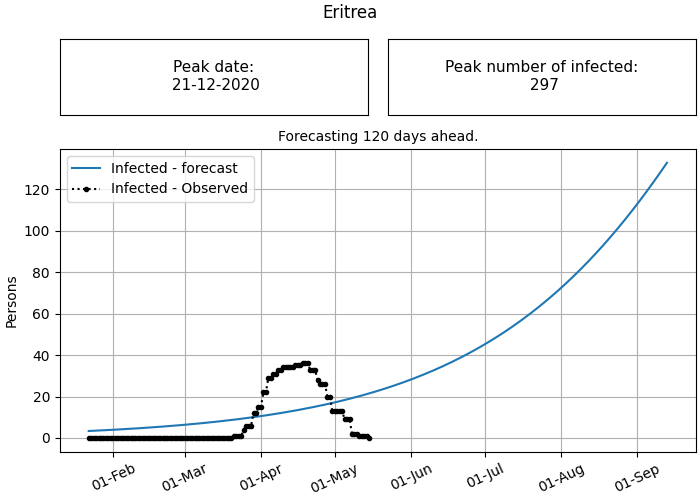 Eritrea
Peak date:
21-12-2020
Peak number of infected:
297
Forecasting 120 days ahead.
Infected - forecast
Infected - Observed
Persons
120
100
80
60
40
20
0
01-Feb
01-Mar
01-Apr
01-May
01-Jun
01-Jul
01-Aug
01-Sep